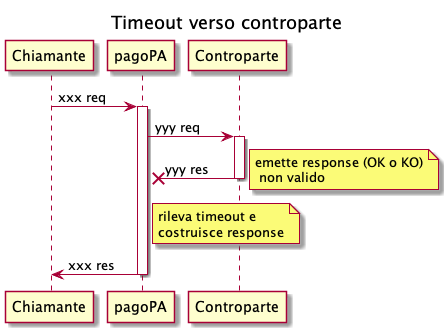 Timeout verso controparte
Chiamante
pagoPA
Controparte
xxx req
yyy req
emette response (OK o KO)
non valido
yyy res
rileva timeout e
costruisce response
xxx res
Chiamante
pagoPA
Controparte